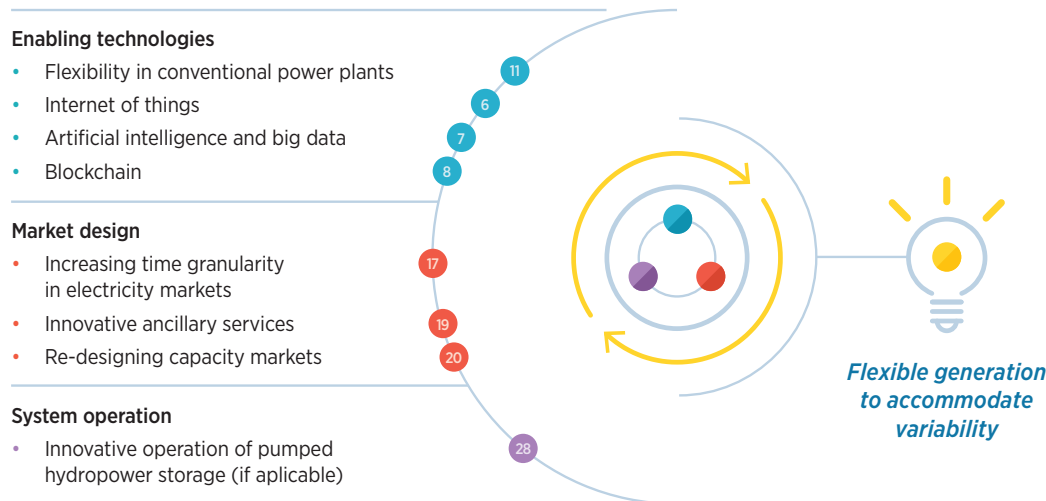 Enabling technologies
• Flexibility in conventional power plants
11
• Internet of things
6
• Artificial intelligence and big data
7
• Blockchain
8
Market design
• Increasing time granularity
in electricity markets
17
• Innovative ancillary services
19
• Re-designing capacity markets
20
System operation
• Innovative operation of pumped
hydropower storage (if aplicable)
28
Flexible generation
to accommodate
variability